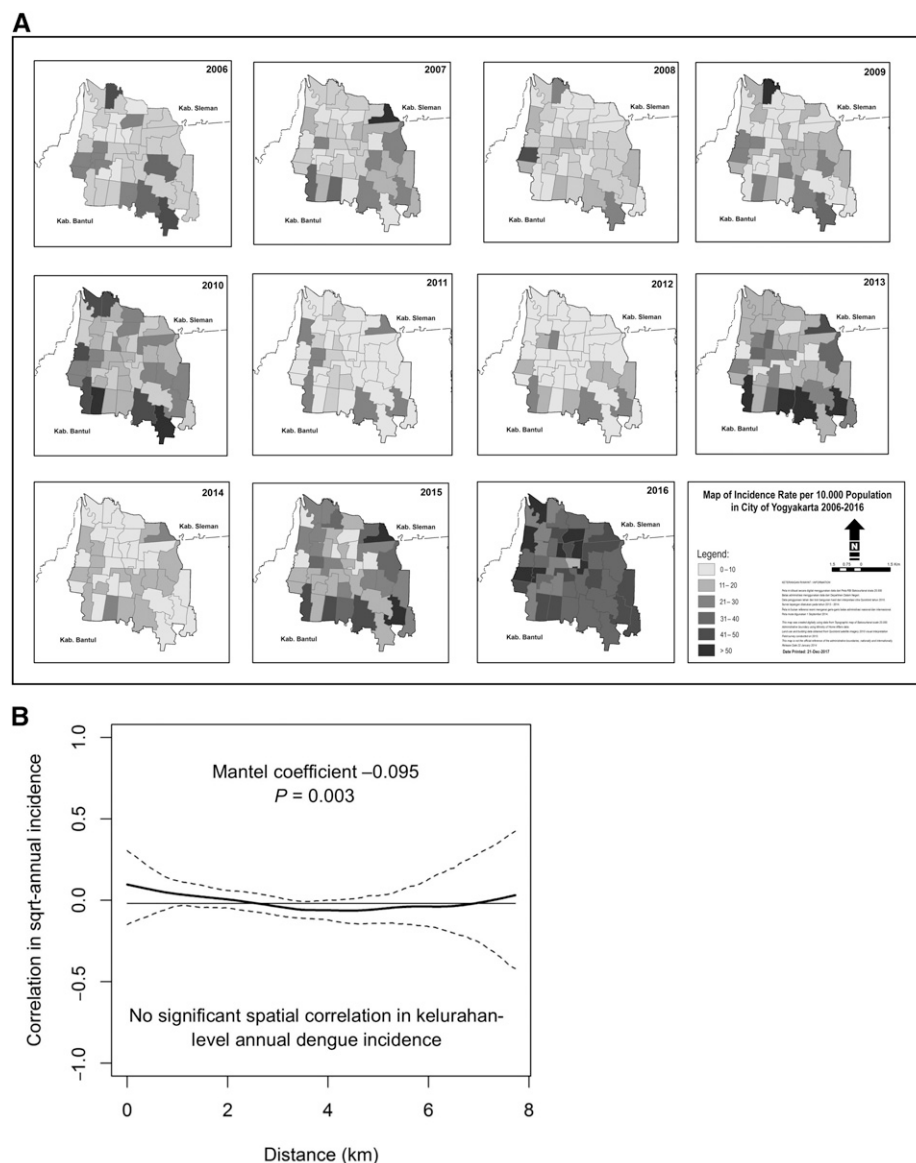 A
2006
Kab. Sleman
Kab. Bantul
2007
Kab. Sleman
Kab. Bantul
2008
Kab. Sleman
Kab. Bantul
2009
Kab. Sleman
Kab. Bantul
2010
Kab. Sleman
Kab. Bantul
2011
Kab. Sleman
Kab. Bantul
2012
Kab. Sleman
Kab. Bantul
2013
Kab. Sleman
Kab. Bantul
2014
Kab. Sleman
Kab. Bantul
2015
Kab. Sleman
Kab. Bantul
2016
Kab. Sleman
Kab. Bantul
Map of Incidence Rate per 10.000 Population
in City of Yogyakarta 2006-2016
N
Legend:
0 – 10
11 – 20
21 – 30
31 – 40
41 – 50
> 50
Date Printed 21-Dec-2017
B
Correlation in sqrt-annual incidence
1.0
0.5
0.0
−0.5
−1.0
Mantel coefficient –0.095
P = 0.003
No significant spatial correlation in kelurahan-
level annual dengue incidence
0 2 4 6 8
Distance (km)